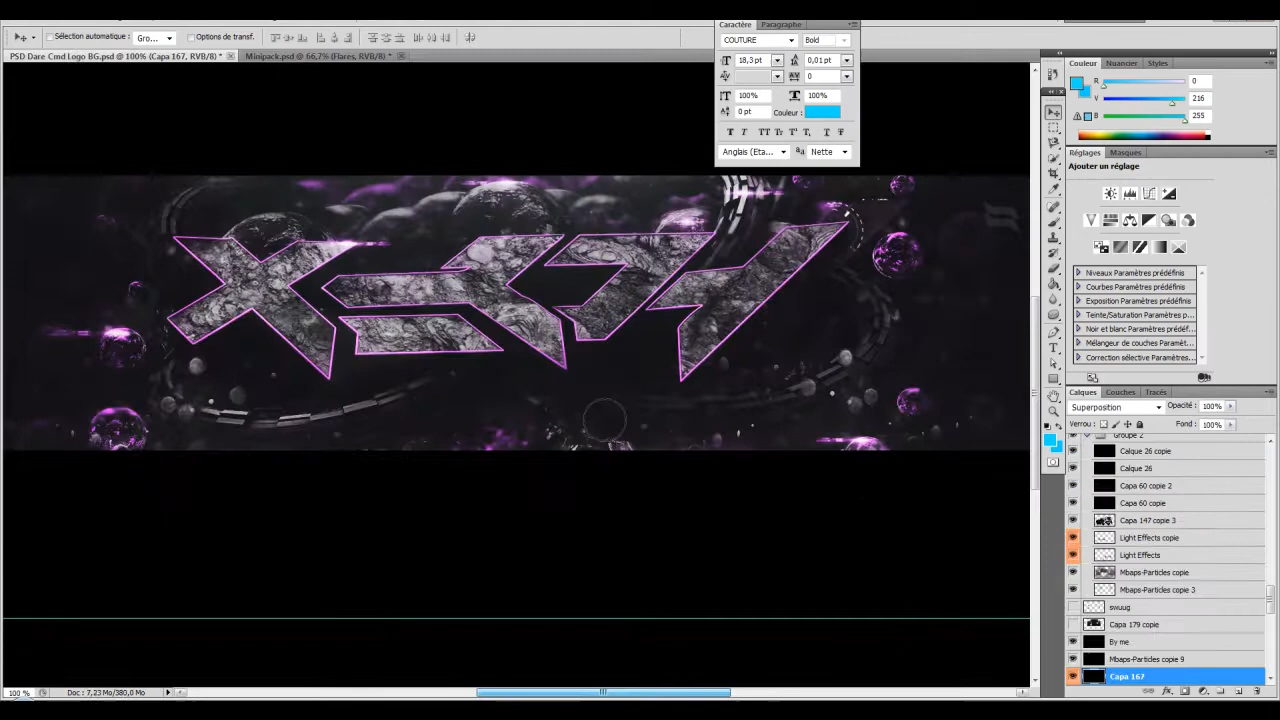 Caractère Paragraphe
Sélection automatique : Gro... Options de transf.
COUTURE Bold
PSD Dare Cmd Logo BG.psd @ 100% (Capa 167, RVB/8) * Minipack.psd @ 66,7% (Flares, RVB/8) *
18,3 pt 0,01 pt
0
100% 100%
0 pt Couleur :
Anglais (Eta... Nette
Couleur Nuancier Styles
R 0
V 216
B 255
Réglages Masques
Ajouter un réglage
Niveaux Paramètres prédéfinis
Courbes Paramètres prédéfinis
Exposition Paramètres prédéfinis
Teinte/Saturation Paramètres p...
Noir et blanc Paramètres prédéf...
Mélangeur de couches Paramèt...
Correction sélective Paramètres...
Calques Couches Tracés
Superposition Opacité : 100%
Verrou : Fond : 100%
Groupe 2
Calque 26 copie
Calque 26
Capa 60 copie 2
Capa 60 copie
Capa 147 copie 3
Light Effects copie
Light Effects
Mbaps-Particles copie
Mbaps-Particles copie 3
swuug
Capa 179 copie
By me
Mbaps-Particles copie 9
Capa 167
100 % Doc : 7,23 Mo/380,0 Mo